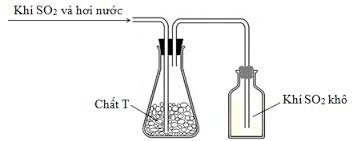 Khí SO₂ và hơi nước
Chất T
Khí SO₂ khô